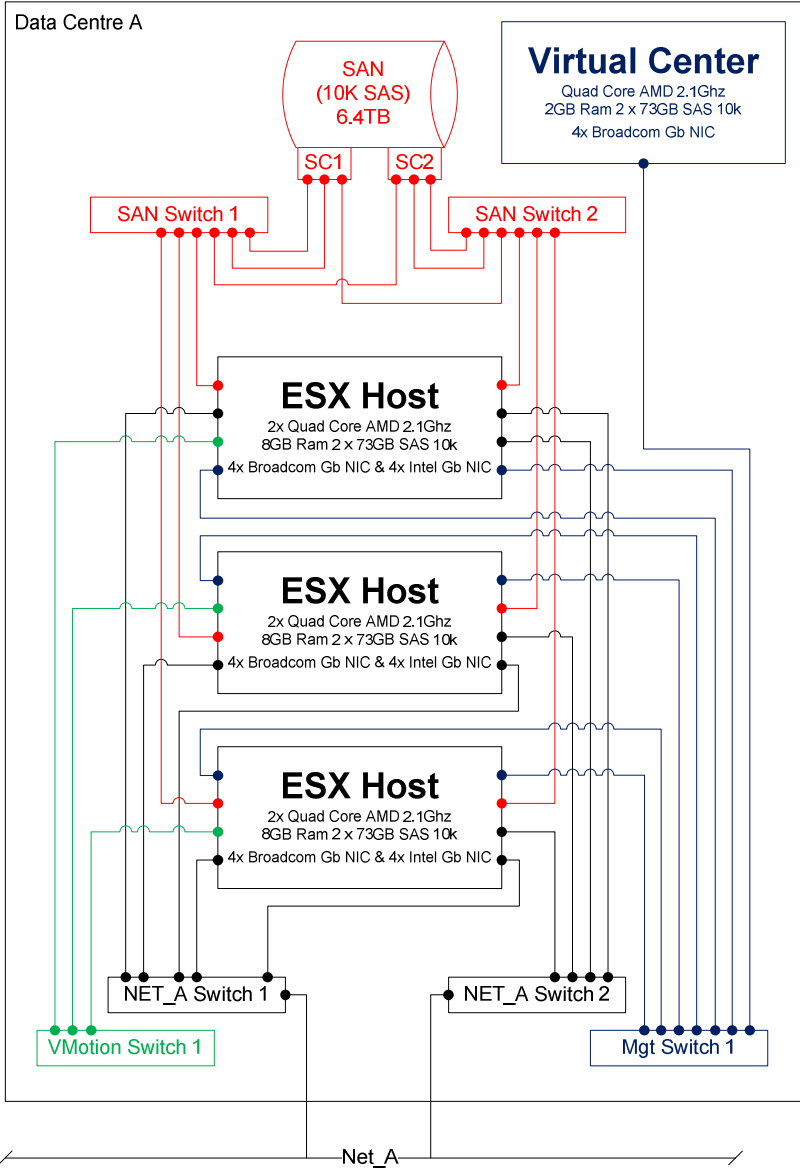 Data Centre A
SAN
(10K SAS)
6.4TB
Virtual Center
Quad Core AMD 2.1Ghz
2GB Ram 2 x 73GB SAS 10k
4x Broadcom Gb NIC
SC1
SC2
SAN Switch 1
SAN Switch 2
ESX Host
2x Quad Core AMD 2.1Ghz
8GB Ram 2 x 73GB SAS 10k
4x Broadcom Gb NIC & 4x Intel Gb NIC
ESX Host
2x Quad Core AMD 2.1Ghz
8GB Ram 2 x 73GB SAS 10k
4x Broadcom Gb NIC & 4x Intel Gb NIC
ESX Host
2x Quad Core AMD 2.1Ghz
8GB Ram 2 x 73GB SAS 10k
4x Broadcom Gb NIC & 4x Intel Gb NIC
NET_A Switch 1
NET_A Switch 2
VMotion Switch 1
Mgt Switch 1
Net_A